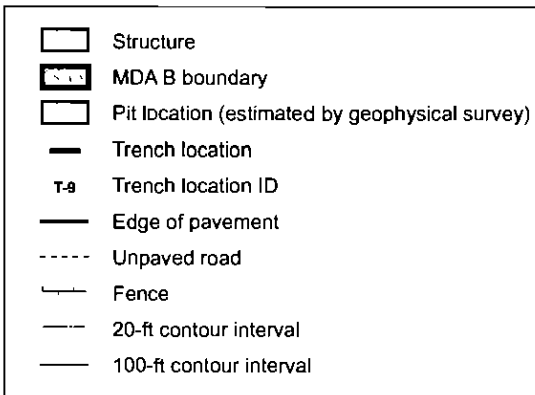 Structure
MDA B boundary
Pit location (estimated by geophysical survey)
Trench location
T-9 Trench location ID
Edge of pavement
Unpaved road
Fence
20-ft contour interval
100-ft contour interval